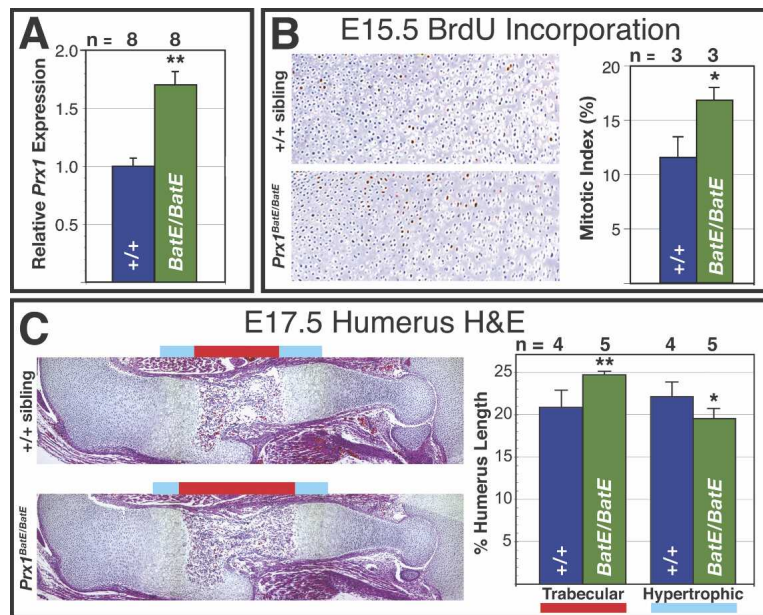 A
n = 8 8
**
2.0
1.5
1.0
0.5
Relative Prx1 Expression
+/+
BatE/BatE
B
E15.5 BrdU Incorporation
+/+ sibling
Prx1BatE/BatE
n = 3 3
*
20
15
10
5
Mitotic Index (%)
+/+
BatE/BatE
C
E17.5 Humerus H&E
+/+ sibling
Prx1BatE/BatE
n = 4 5 4 5
**
*
25
20
15
10
5
% Humerus Length
+/+
BatE/BatE
+/+
BatE/BatE
Trabecular Hypertrophic